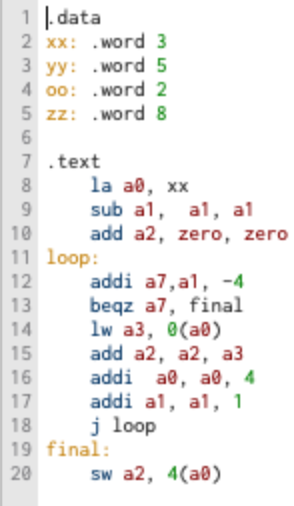 1 .data
2 xx: .word 3
3 yy: .word 5
4 oo: .word 2
5 zz: .word 8
6
7 .text
8 la a0, xx
9 sub a1,  a1, a1
10 add a2, zero, zero
11 loop:
12 addi a7,a1, -4
13 beqz a7, final
14 lw a3, 0(a0)
15 add a2, a2, a3
16 addi  a0, a0, 4
17 addi a1, a1, 1
18 j loop
19 final:
20 sw a2, 4(a0)